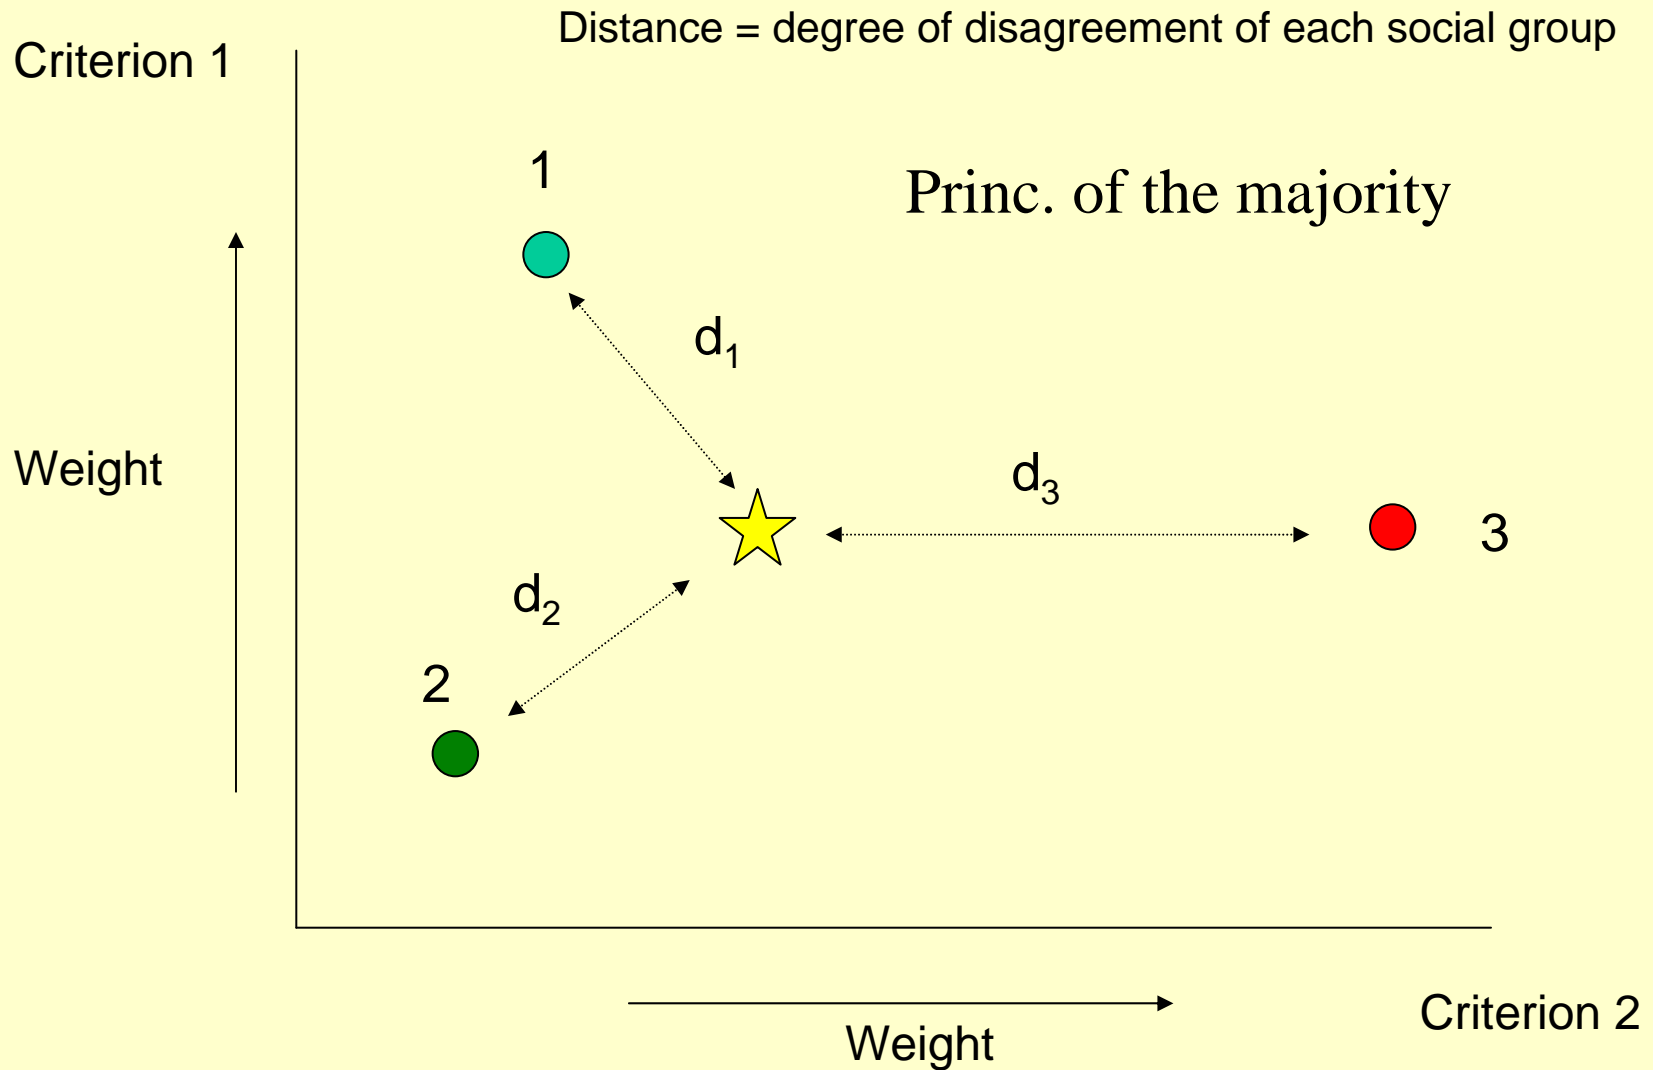 Distance = degree of disagreement of each social group
Criterion 1
1
Princ. of the majority
d₁
Weight
d₃
3
d₂
2
Criterion 2
Weight